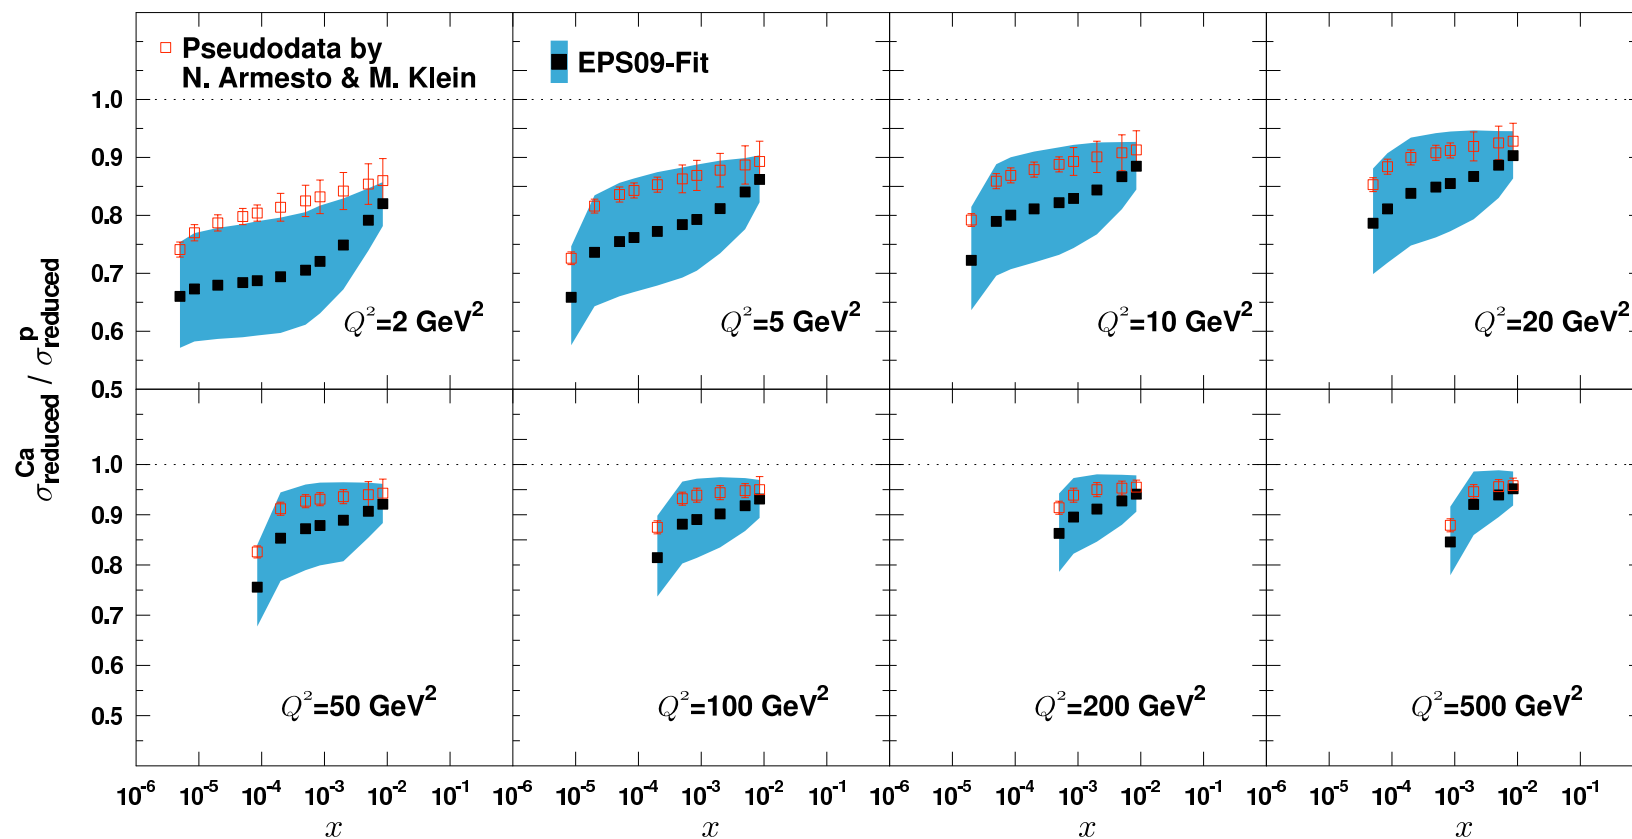 Pseudodata by
N. Armesto & M. Klein
EPS09-Fit
σ^Ca_reduced / σ^p_reduced
1.0
0.9
0.8
0.7
0.6
0.5
Q²=2 GeV²
Q²=5 GeV²
Q²=10 GeV²
Q²=20 GeV²
1.0
0.9
0.8
0.7
0.6
0.5
Q²=50 GeV²
Q²=100 GeV²
Q²=200 GeV²
Q²=500 GeV²
10⁻⁶ 10⁻⁵ 10⁻⁴ 10⁻³ 10⁻² 10⁻¹ 10⁻⁶ 10⁻⁵ 10⁻⁴ 10⁻³ 10⁻² 10⁻¹ 10⁻⁶ 10⁻⁵ 10⁻⁴ 10⁻³ 10⁻² 10⁻¹ 10⁻⁶ 10⁻⁵ 10⁻⁴ 10⁻³ 10⁻² 10⁻¹
x x x x